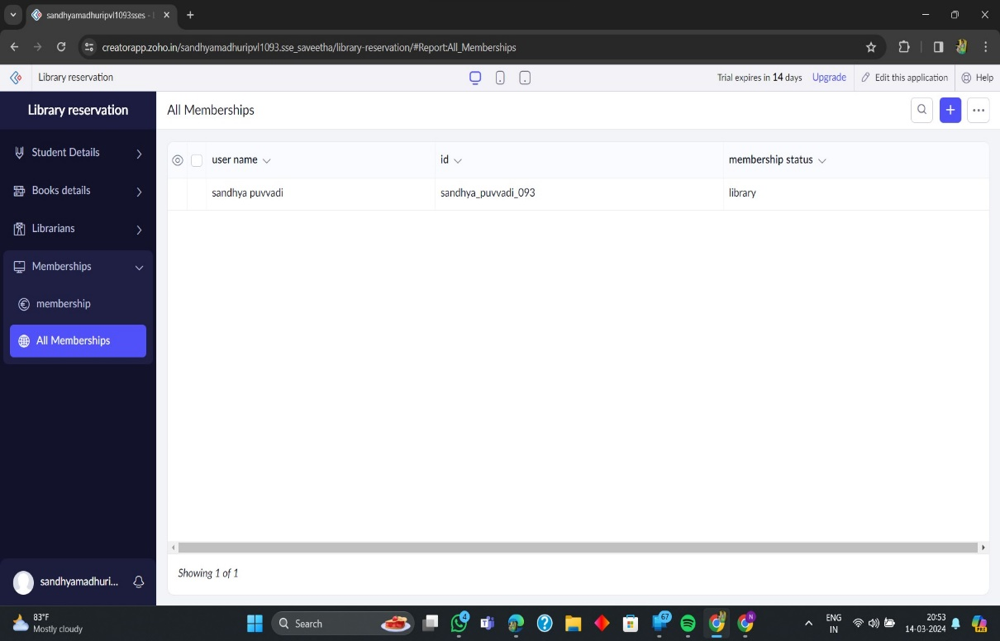 sandhyamadhuripvl1093sses -
creatorapp.zoho.in/sandhyamadhuripvl1093.sse_saveetha/library-reservation/#Report:All_Memberships
Library reservation
Trial expires in 14 days
Upgrade
Edit this application
Help
Library reservation
Student Details
Books details
Librarians
Memberships
membership
All Memberships
sandhyamadhuri...
All Memberships
user name id membership status
sandhya puvvadi sandhya_puvvadi_093 library
Showing 1 of 1
83°F
Mostly cloudy
Search
4
67
N
ENG
IN
20:53
14-03-2024
PRE